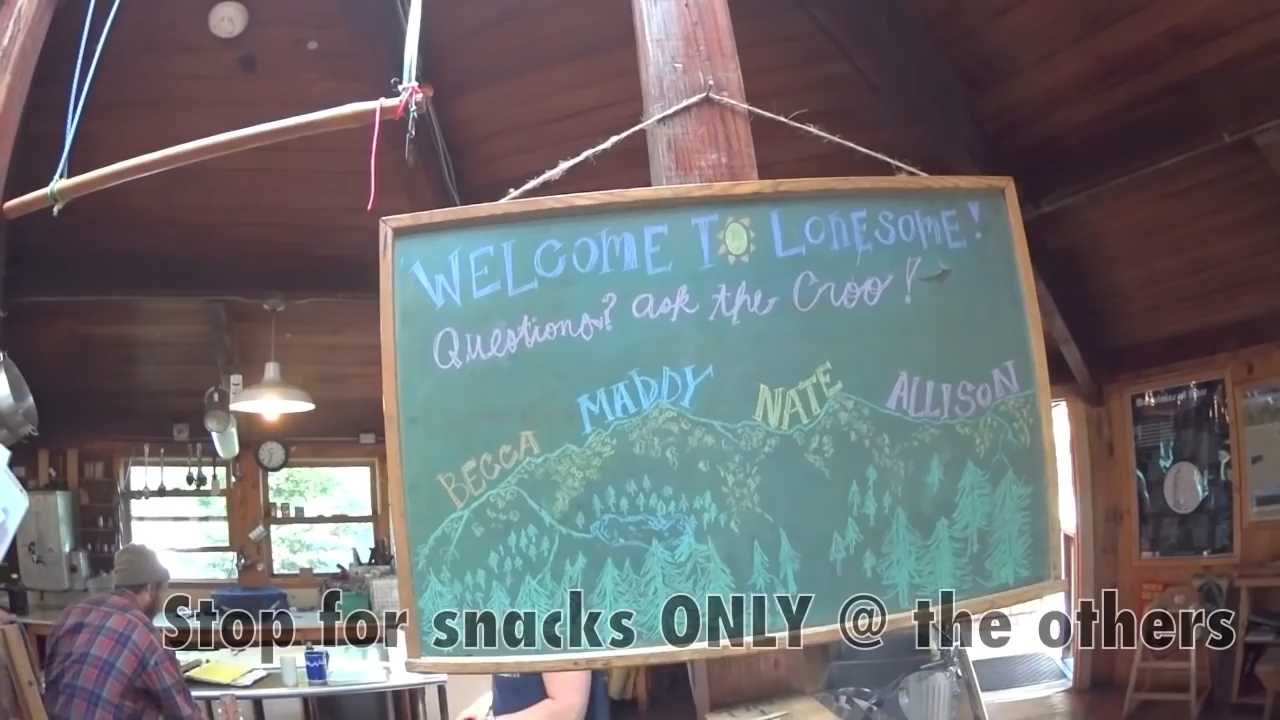 WELCOME TO LONESOME!
Questions? ask the Croo!
BECCA MADDY NATE ALLISON
Stop for snacks ONLY @ the others